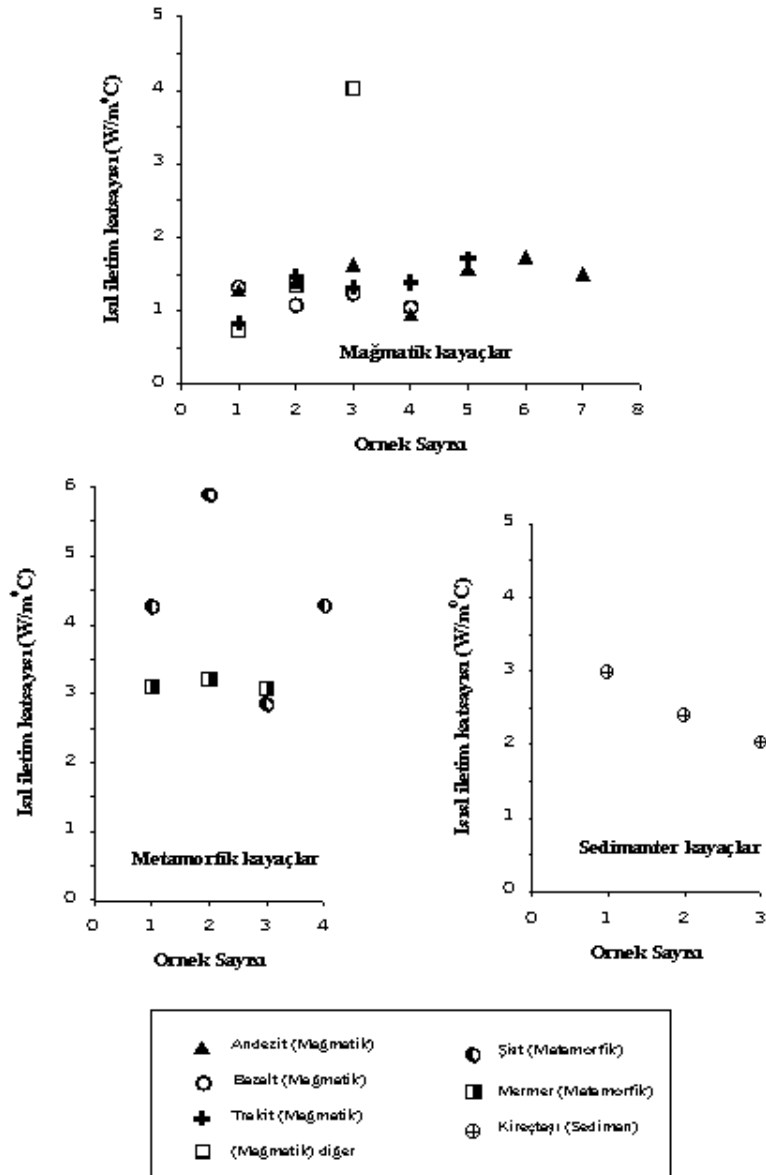 Isıl iletim katsayısı (W/m°C)
5
4
3
2
1
0
Mağmatik kayaçlar
0 1 2 3 4 5 6 7 8
Ornek Sayısı
Isıl iletim katsayısı (W/m°C)
6
5
4
3
2
1
0
Metamorfik kayaçlar
0 1 2 3 4
Ornek Sayısı
Isısl iletim katsayısı (W/m°C)
5
4
3
2
1
0
Sedimanter kayaçlar
0 1 2 3
Ornek Sayısı
Andezit (Mağmatik)
Bazalt (Mağmatik)
Trakit (Mağmatik)
(Mağmatik) diğer
Şist (Metamorfik)
Mermer (Metamorfik)
Kireçtaşı (Sediman)